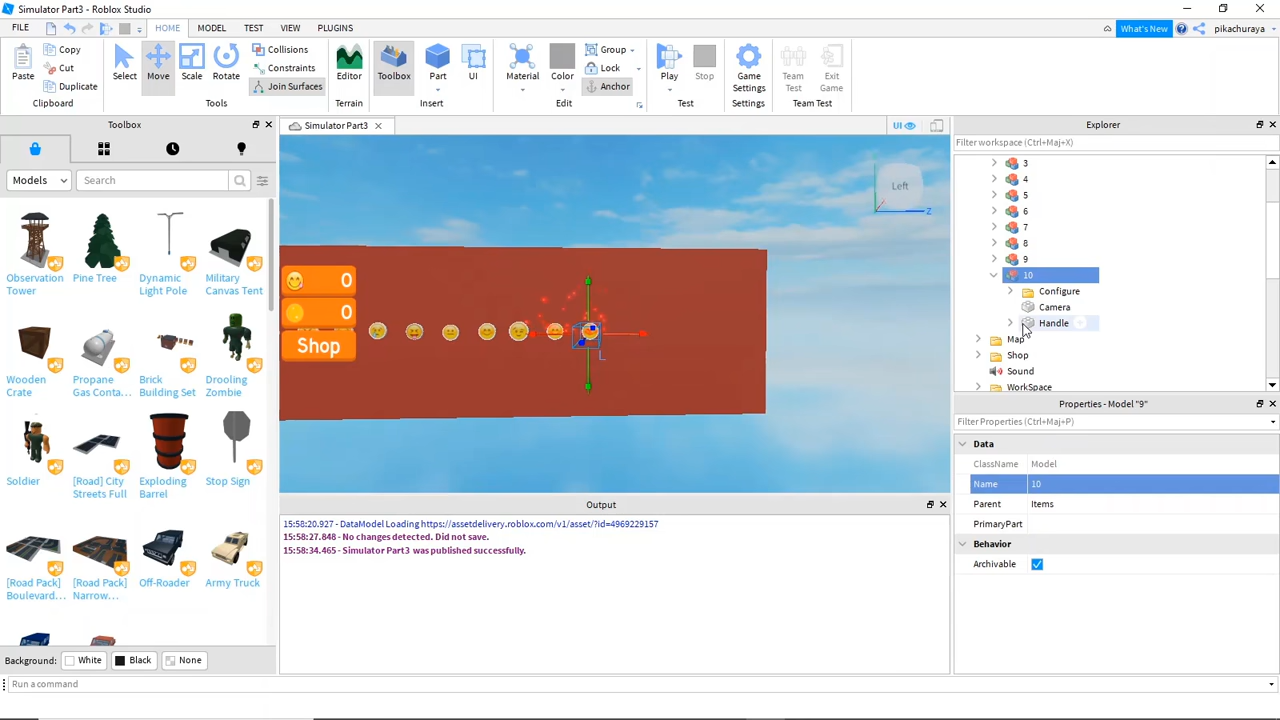 Simulator Part3 - Roblox Studio
FILE
HOME
MODEL
TEST
VIEW
PLUGINS
What's New
pikachuraya
Paste
Copy
Cut
Duplicate
Clipboard
Select
Move
Scale
Rotate
Collisions
Constraints
Join Surfaces
Tools
Editor
Terrain
Toolbox
Part
UI
Insert
Material
Color
Group
Lock
Anchor
Edit
Play
Stop
Test
Game
Settings
Settings
Team
Test
Exit
Game
Team Test
Toolbox
Models
Search
Observation
Tower
Pine Tree
Dynamic
Light Pole
Military
Canvas Tent
Wooden
Crate
Propane
Gas Conta...
Brick
Building Set
Drooling
Zombie
Soldier
[Road] City
Streets Full
Exploding
Barrel
Stop Sign
[Road Pack]
Boulevard...
[Road Pack]
Narrow...
Off-Roader
Army Truck
Background:
White
Black
None
Run a command
Simulator Part3
UI
Left
Z
0
0
Shop
L
Output
15:58:20.927 - DataModel Loading https://assetdelivery.roblox.com/v1/asset/?id=4969229157
15:58:27.848 - No changes detected. Did not save.
15:58:34.465 - Simulator Part3 was published successfully.
Explorer
Filter workspace (Ctrl+Maj+X)
3
4
5
6
7
8
9
10
Configure
Camera
Handle
Map
Shop
Sound
WorkSpace
Properties - Model "9"
Filter Properties (Ctrl+Maj+P)
Data
ClassName Model
Name 10
Parent Items
PrimaryPart
Behavior
Archivable